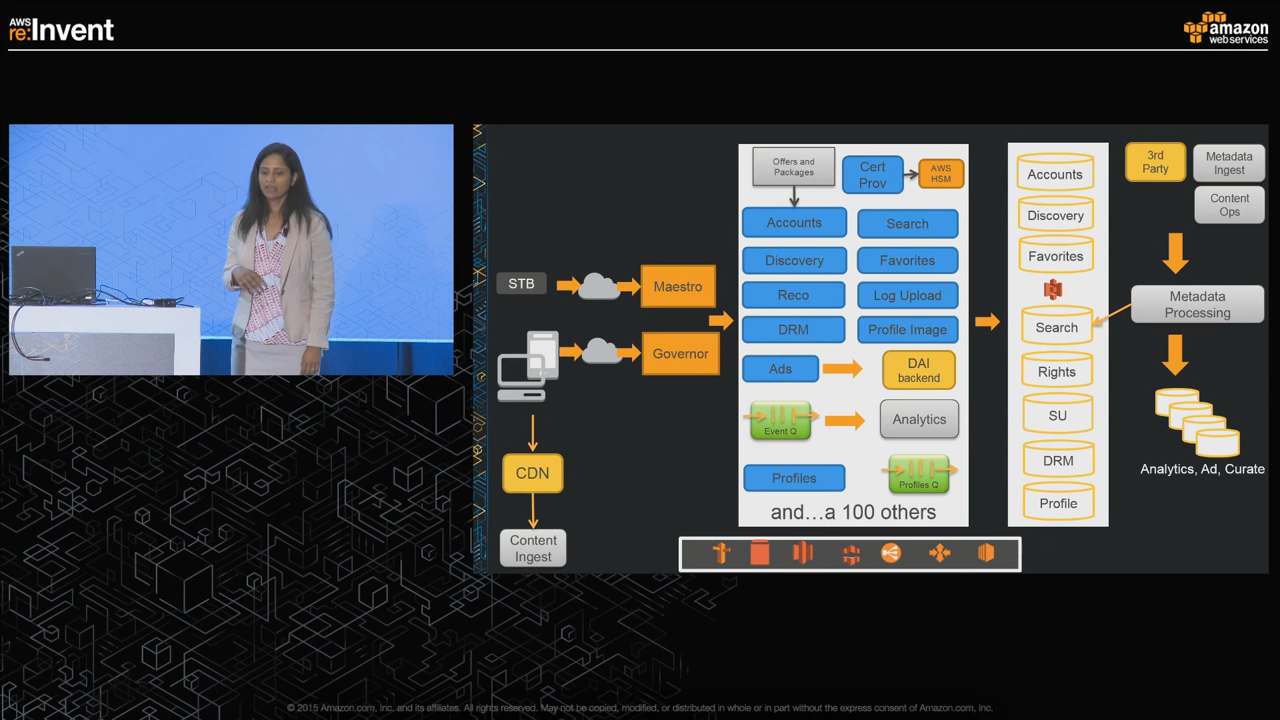 AWS
re:Invent
amazon
web services
STB
Maestro
Governor
CDN
Content
Ingest
Offers and
Packages
Cert
Prov
AWS
HSM
Accounts
Search
Discovery
Favorites
Reco
Log Upload
DRM
Profile Image
Ads
DAI
backend
Event Q
Analytics
Profiles
Profiles Q
and...a 100 others
Accounts
Discovery
Favorites
Search
Rights
SU
DRM
Profile
3rd
Party
Metadata
Ingest
Content
Ops
Metadata
Processing
Analytics, Ad, Curate
© 2015 Amazon.com, Inc. and its affiliates. All rights reserved. May not be copied, modified, or distributed in whole or in part without the express consent of Amazon.com, Inc.